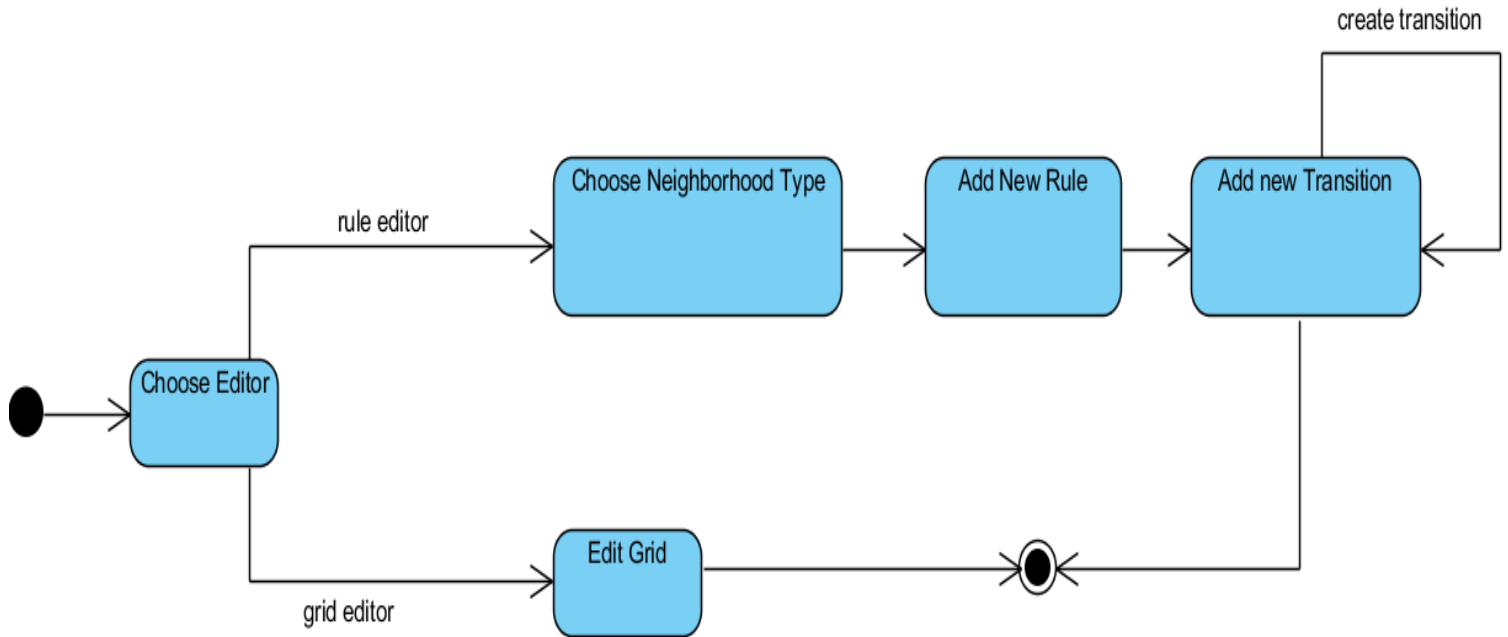 create transition
Choose Neighborhood Type
Add New Rule
Add new Transition
rule editor
Choose Editor
Edit Grid
grid editor